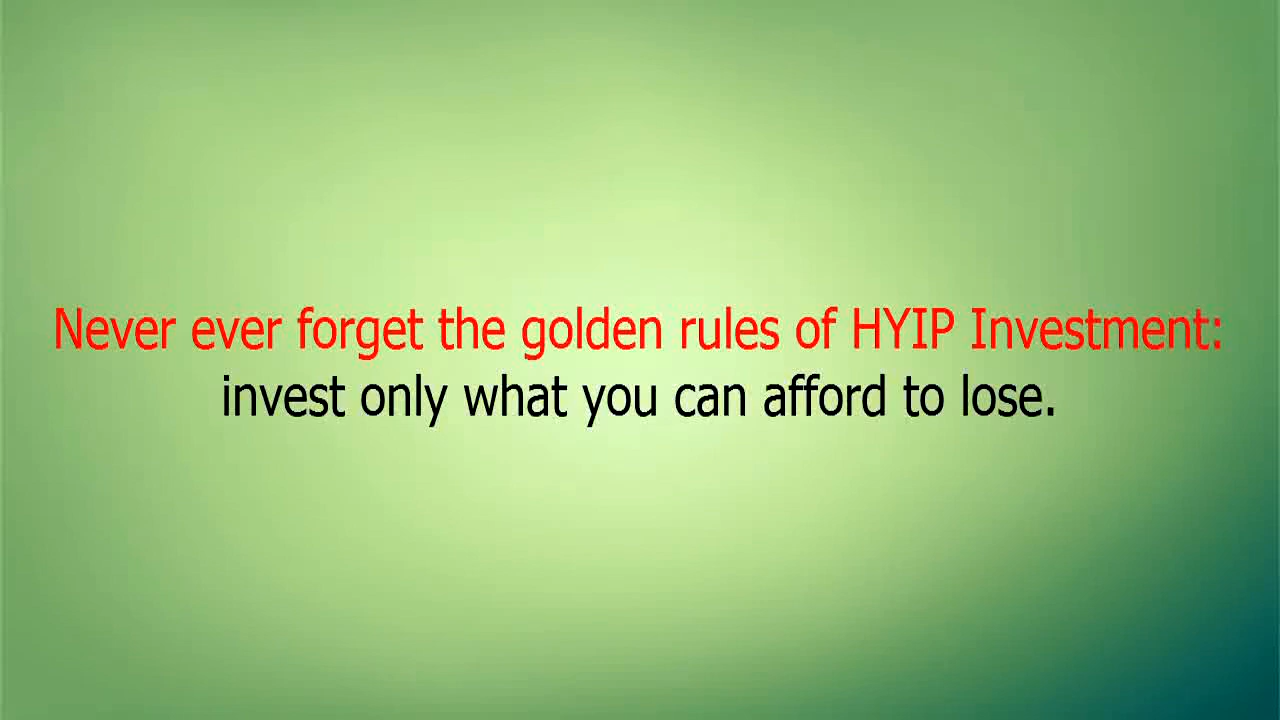 Never ever forget the golden rules of HYIP Investment:
invest only what you can afford to lose.